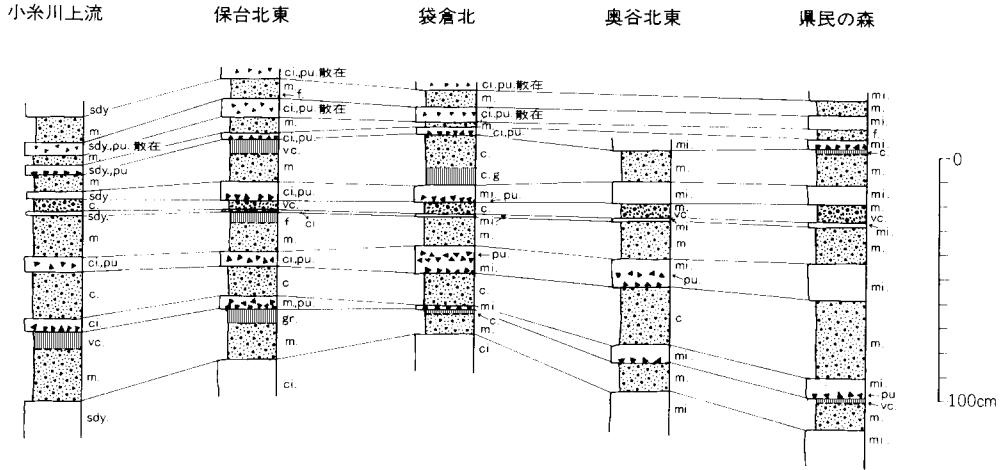 小糸川上流
sdy
m.
sdy,pu 散在
m.
sdy,pu
m
sdy
c.
sdy.
m.
ci,pu
c.
ci
vc.
m.
sdy.
保台北東
ci,pu.散在
m.
f.
ci,pu 散在
m.
ci,pu.
vc.
m.
ci,pu.
vc.
ci
f
m.
ci,pu.
c
m,pu
gr.
m.
ci.
袋倉北
ci,pu.散在
m.
ci,pu 散在
m
ci,pu
c.
c.g
mi.
pu.
c
mi?
m.
pu.
mi.
c.
mi
c
m.
ci
奥谷北東
mi
m.
mi.
m.
vc
mi
m
mi.
pu
c
mi
m.
mi
県民の森
mi.
m.
mi.
f.
mi.
c.
m.
mi.
m.
vc.
mi.
m.
mi.
m.
mi.
pu
vc.
m.
mi.
0
100cm